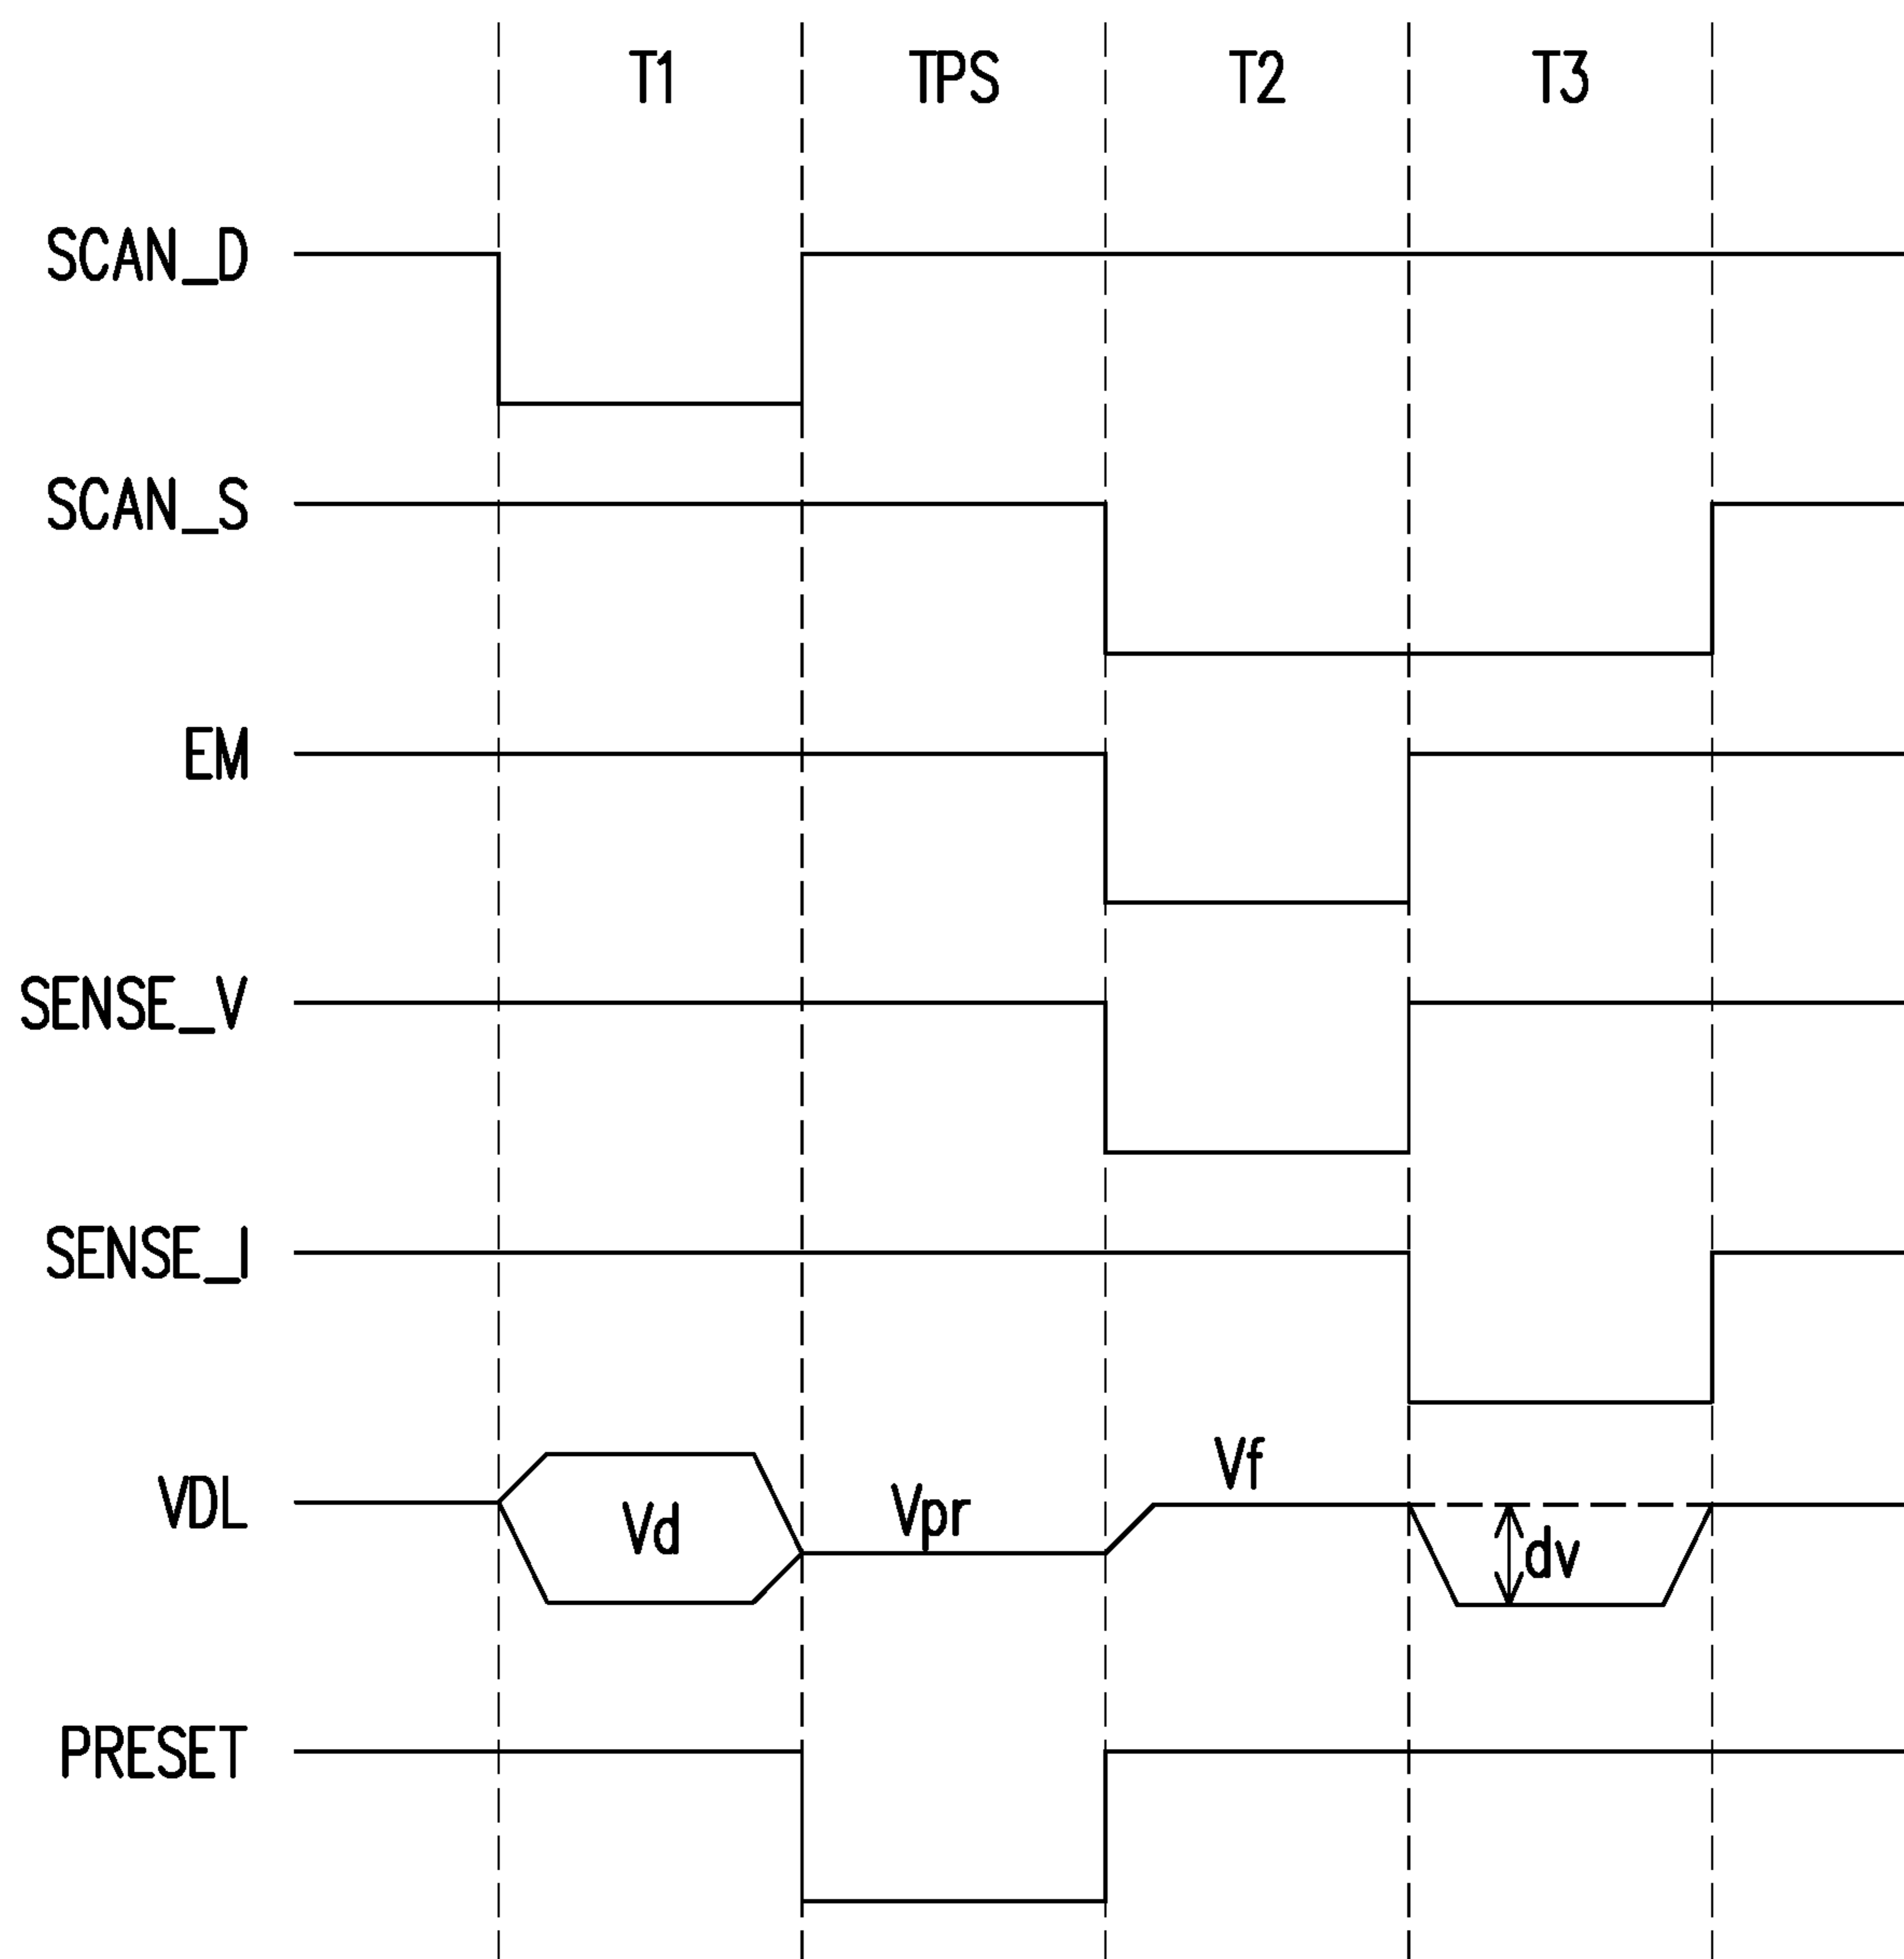 T1 TPS T2 T3
SCAN_D
SCAN_S
EM
SENSE_V
SENSE_I
VDL Vd Vpr Vf dv
PRESET